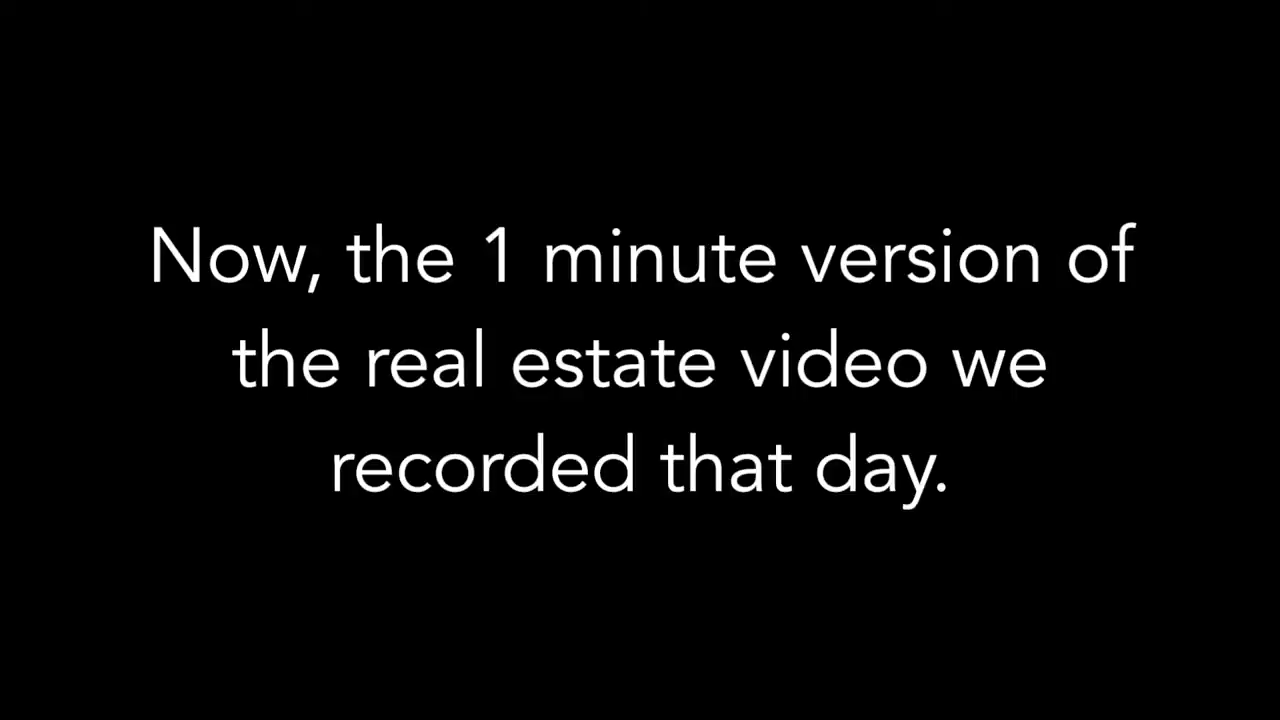 Now, the 1 minute version of
the real estate video we
recorded that day.